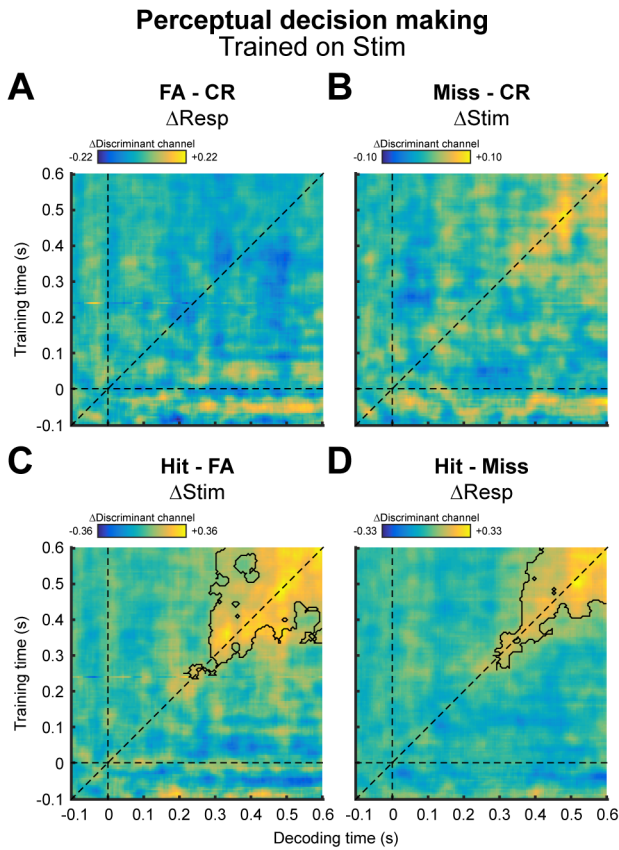 Perceptual decision making
Trained on Stim
A
FA - CR
ΔResp
ΔDiscriminant channel
-0.22
+0.22
B
Miss - CR
ΔStim
ΔDiscriminant channel
-0.10
+0.10
Training time (s)
0.6
0.5
0.4
0.3
0.2
0.1
0
-0.1
C
Hit - FA
ΔStim
ΔDiscriminant channel
-0.36
+0.36
D
Hit - Miss
ΔResp
ΔDiscriminant channel
-0.33
+0.33
Training time (s)
0.6
0.5
0.4
0.3
0.2
0.1
0
-0.1
-0.1 0 0.1 0.2 0.3 0.4 0.5 0.6
-0.1 0 0.1 0.2 0.3 0.4 0.5 0.6
Decoding time (s)